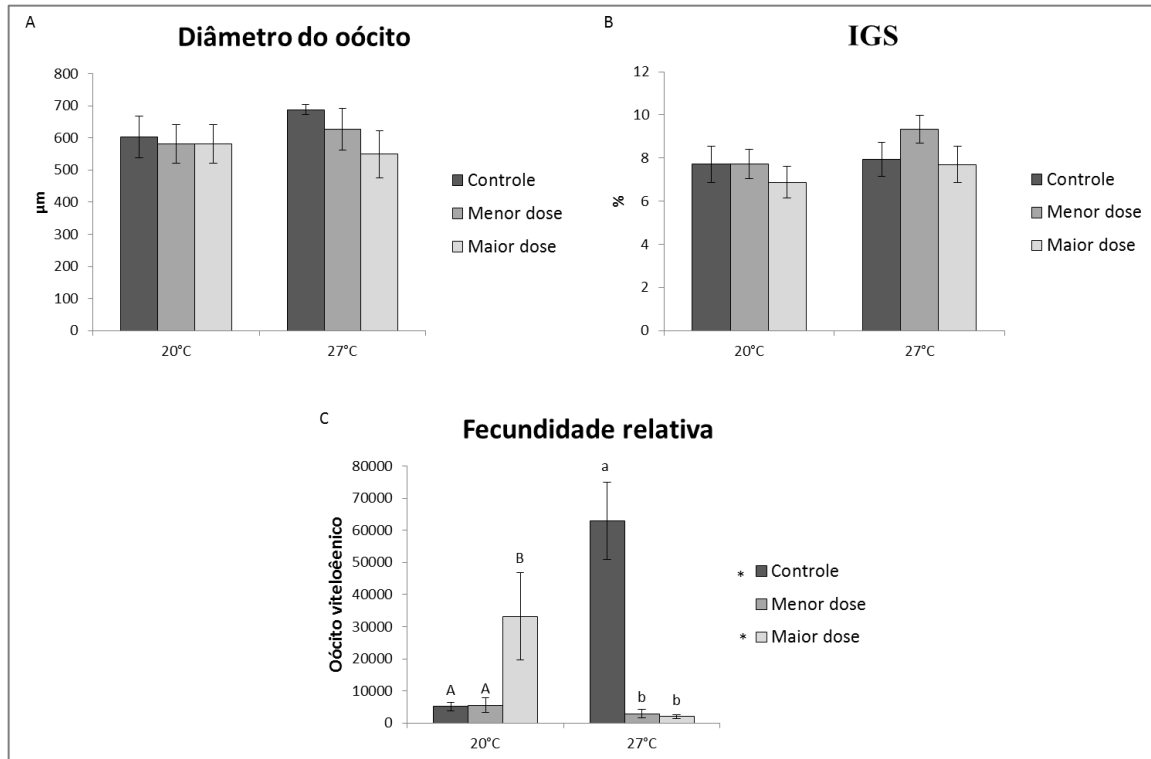 A
Diâmetro do oócito
µm
800
700
600
500
400
300
200
100
0
20°C
27°C
Controle
Menor dose
Maior dose
B
IGS
%
12
10
8
6
4
2
0
20°C
27°C
Controle
Menor dose
Maior dose
C
Fecundidade relativa
Oócito viteloêenico
80000
70000
60000
50000
40000
30000
20000
10000
0
A
A
B
a
b
b
20°C
27°C
* Controle
Menor dose
* Maior dose